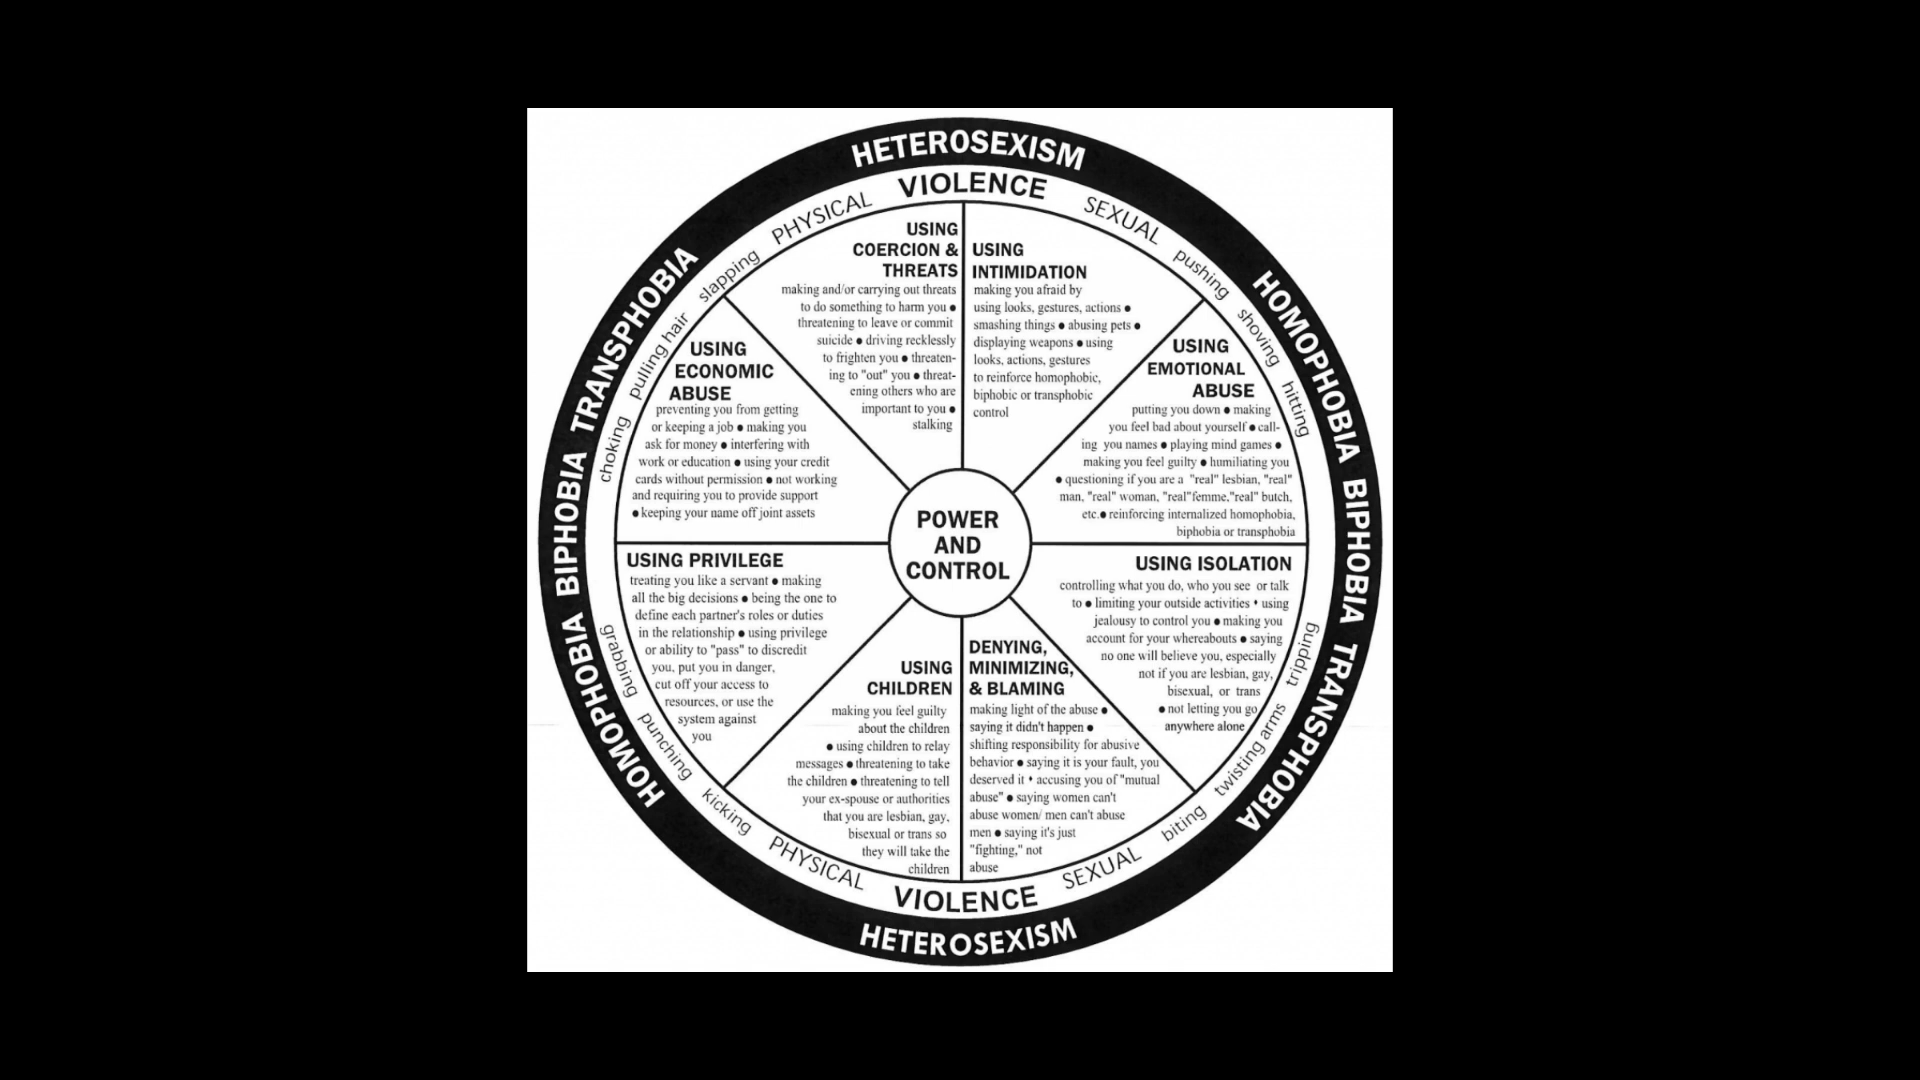 HETEROSEXISM
HOMOPHOBIA BIPHOBIA TRANSPHOBIA
HETEROSEXISM
HOMOPHOBIA BIPHOBIA TRANSPHOBIA
VIOLENCE
SEXUAL
pushing
shoving
hitting
tripping
twisting arms
biting
SEXUAL
VIOLENCE
PHYSICAL
kicking
punching
grabbing
choking
pulling hair
slapping
PHYSICAL
USING
COERCION &
THREATS
making and/or carrying out threats
to do something to harm you ●
threatening to leave or commit
suicide ● driving recklessly
to frighten you ● threaten-
ing to "out" you ● threat-
ening others who are
important to you ●
stalking
USING
INTIMIDATION
making you afraid by
using looks, gestures, actions ●
smashing things ● abusing pets ●
displaying weapons ● using
looks, actions, gestures
to reinforce homophobic,
biphobic or transphobic
control
USING
EMOTIONAL
ABUSE
putting you down ● making
you feel bad about yourself ● call-
ing you names ● playing mind games ●
making you feel guilty ● humiliating you
● questioning if you are a "real" lesbian, "real"
man, "real" woman, "real"femme,"real" butch,
etc.● reinforcing internalized homophobia,
biphobia or transphobia
USING ISOLATION
controlling what you do, who you see or talk
to ● limiting your outside activities • using
jealousy to control you ● making you
account for your whereabouts ● saying
no one will believe you, especially
not if you are lesbian, gay,
bisexual, or trans
● not letting you go
anywhere alone
DENYING,
MINIMIZING,
& BLAMING
making light of the abuse ●
saying it didn't happen ●
shifting responsibility for abusive
behavior ● saying it is your fault, you
deserved it • accusing you of "mutual
abuse" ● saying women can't
abuse women/ men can't abuse
men ● saying it's just
"fighting," not
abuse
USING
CHILDREN
making you feel guilty
about the children
● using children to relay
messages ● threatening to take
the children ● threatening to tell
your ex-spouse or authorities
that you are lesbian, gay,
bisexual or trans so
they will take the
children
USING PRIVILEGE
treating you like a servant ● making
all the big decisions ● being the one to
define each partner's roles or duties
in the relationship ● using privilege
or ability to "pass" to discredit
you, put you in danger,
cut off your access to
resources, or use the
system against
you
USING
ECONOMIC
ABUSE
preventing you from getting
or keeping a job ● making you
ask for money ● interfering with
work or education ● using your credit
cards without permission ● not working
and requiring you to provide support
● keeping your name off joint assets
POWER
AND
CONTROL